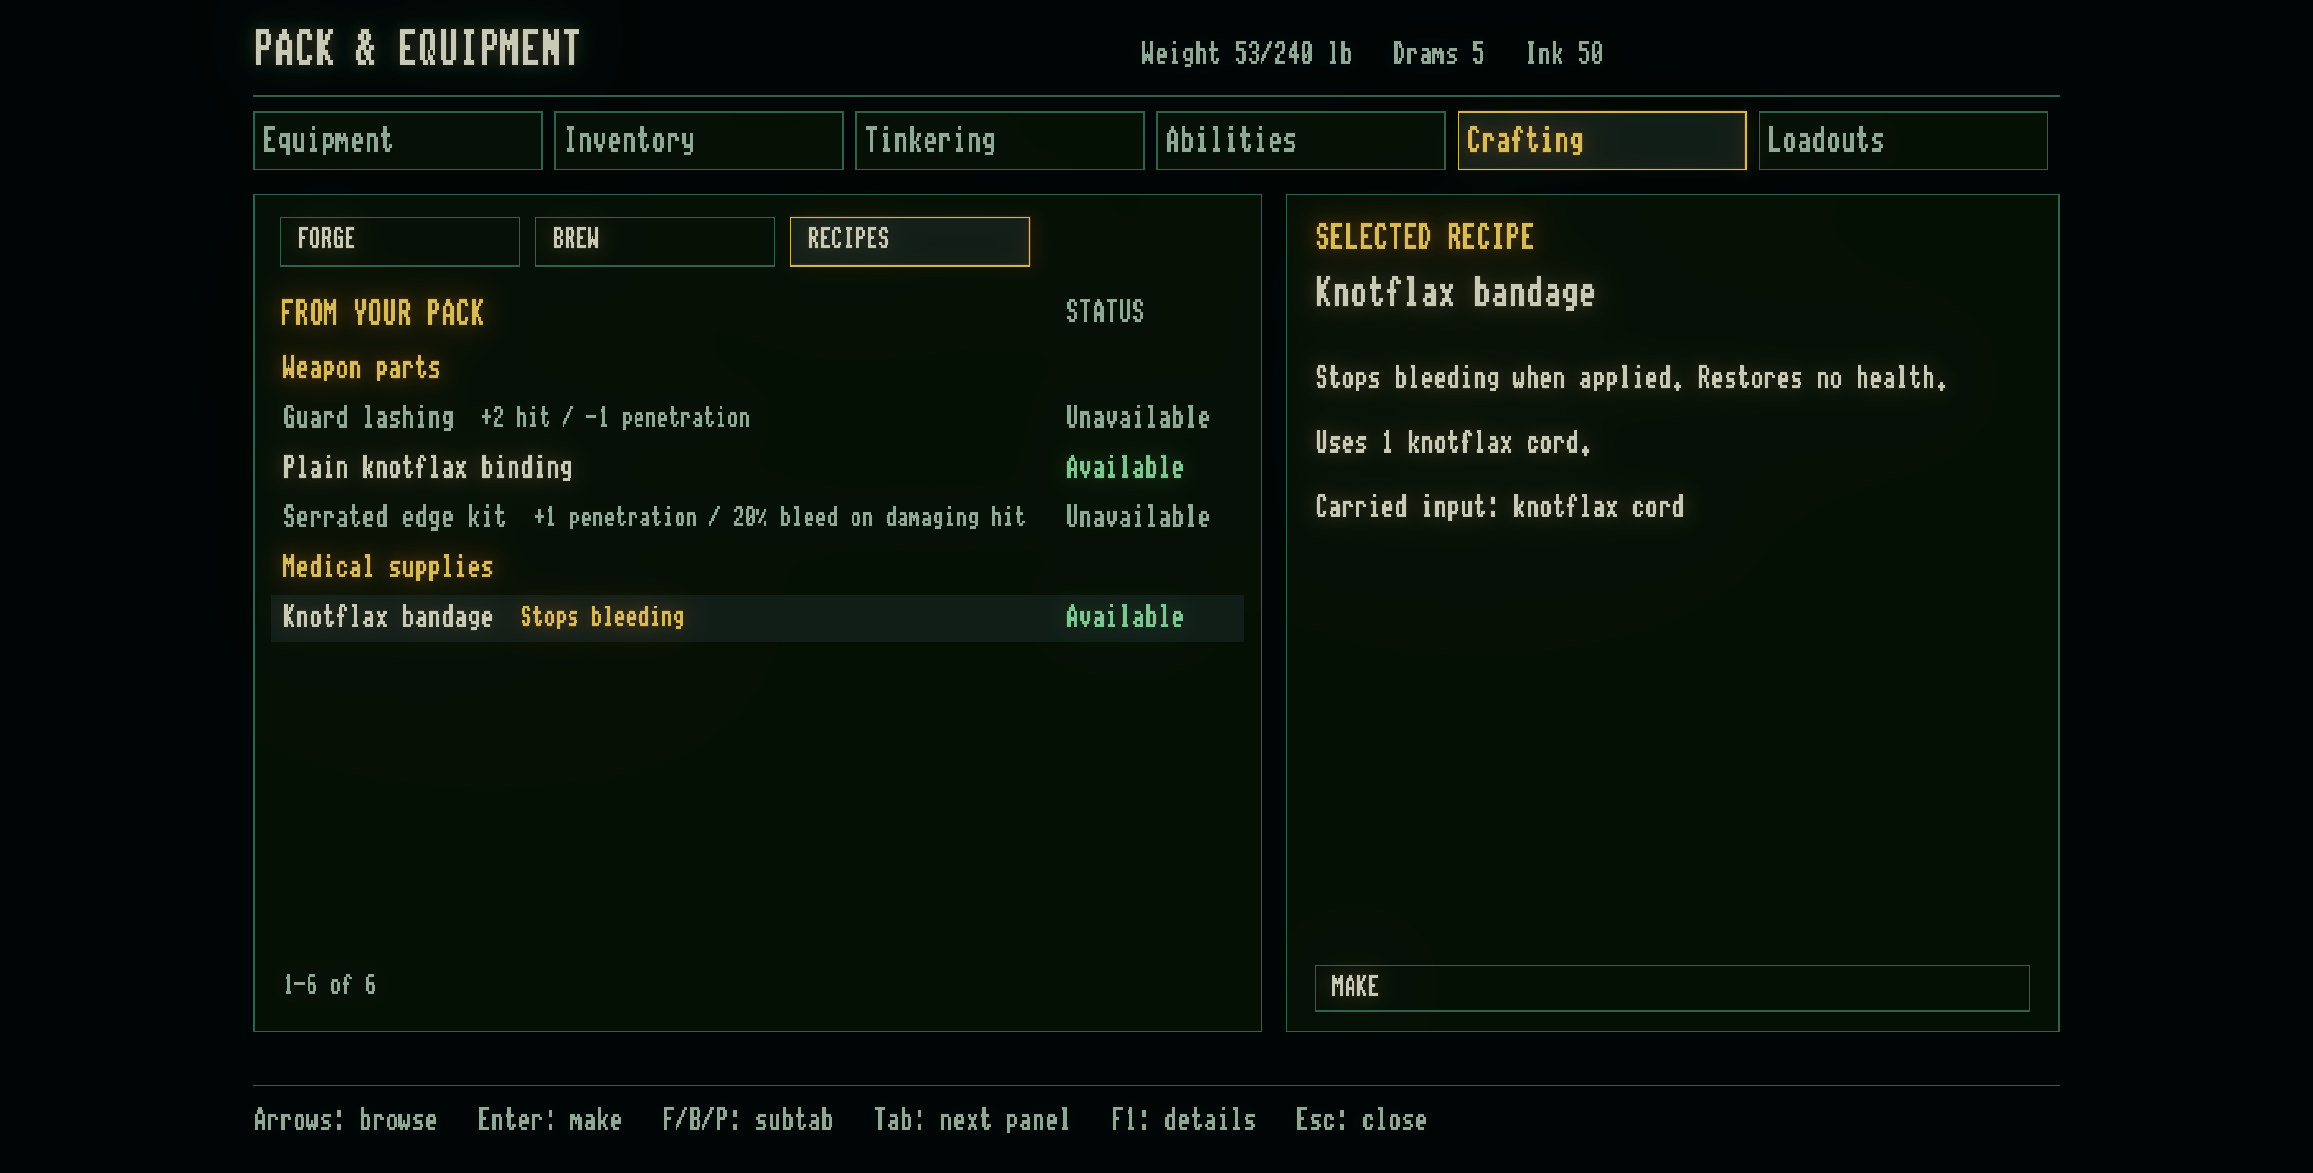 PACK & EQUIPMENT
Weight 53/240 lb Drams 5 Ink 50
Equipment Inventory Tinkering Abilities Crafting Loadouts
FORGE BREW RECIPES
FROM YOUR PACK STATUS
Weapon parts
Guard lashing +2 hit / -1 penetration Unavailable
Plain knotflax binding Available
Serrated edge kit +1 penetration / 20% bleed on damaging hit Unavailable
Medical supplies
Knotflax bandage Stops bleeding Available
1-6 of 6
SELECTED RECIPE
Knotflax bandage
Stops bleeding when applied. Restores no health.
Uses 1 knotflax cord.
Carried input: knotflax cord
MAKE
Arrows: browse Enter: make F/B/P: subtab Tab: next panel F1: details Esc: close